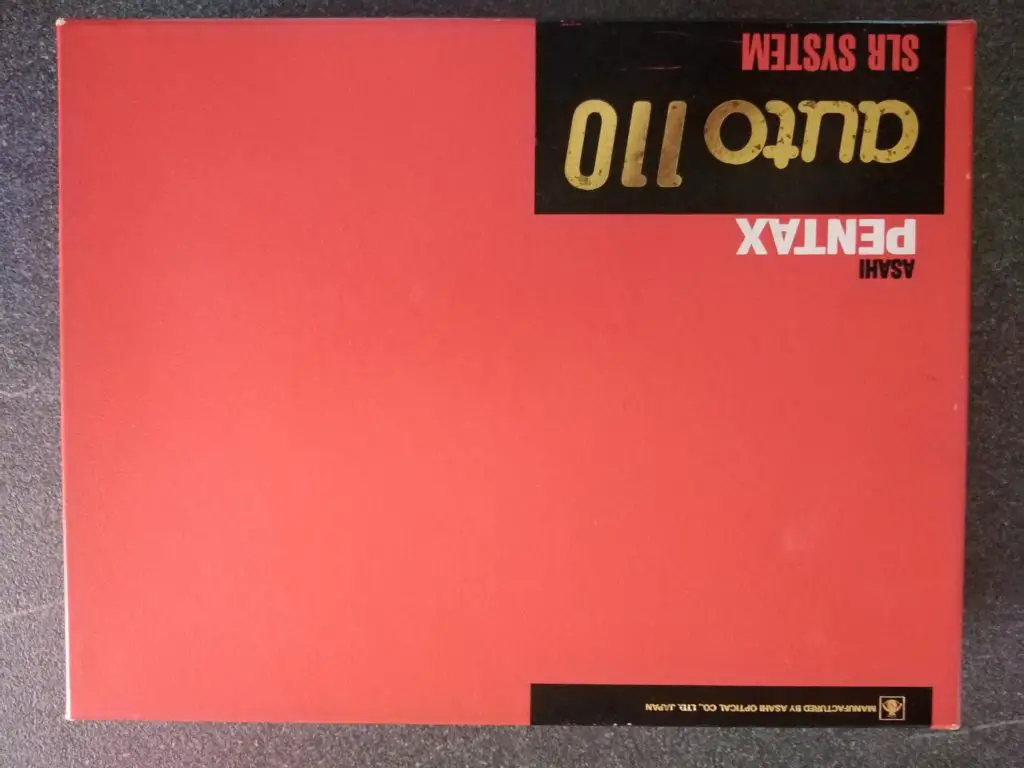 ASAHI
PENTAX
auto 110
SLR SYSTEM
MANUFACTURED BY ASAHI OPTICAL CO., LTD. JAPAN